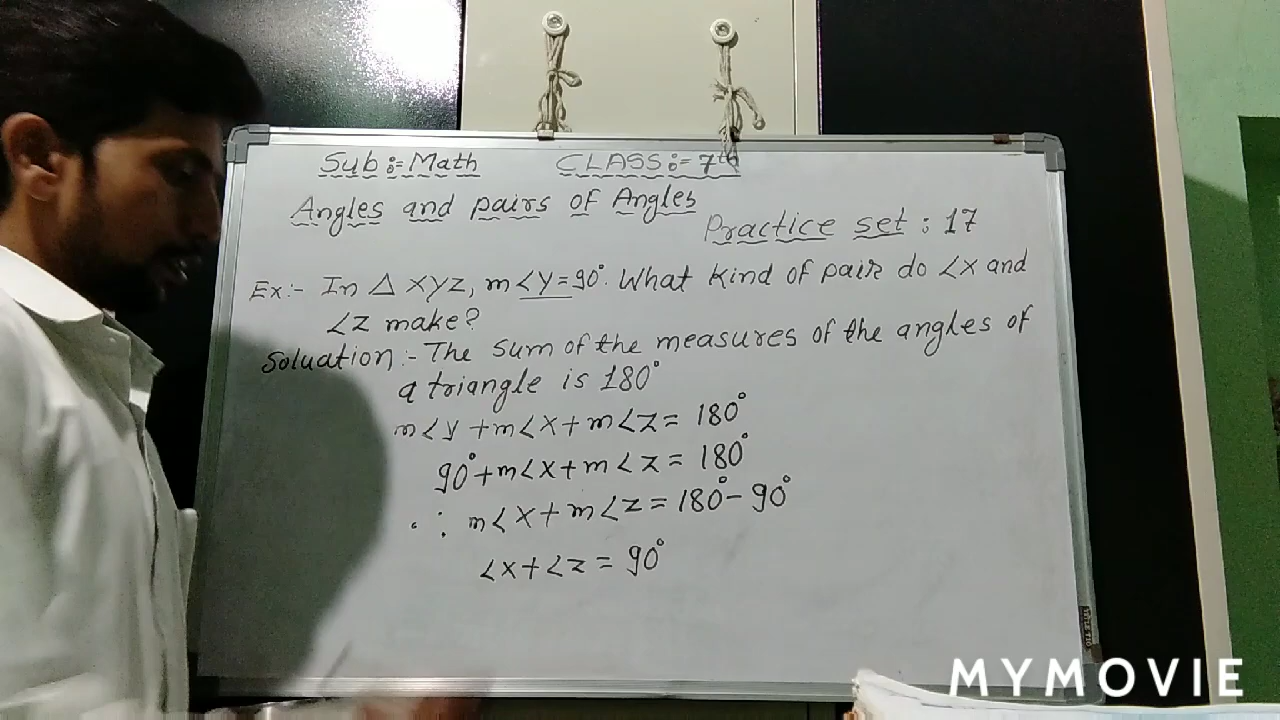 Sub:- Math CLASS:- 7th
Angles and pairs of Angles
Practice set : 17
Ex:- In △ XYZ, m∠Y=90°. What kind of pair do ∠X and
∠Z make?
Soluation:- The sum of the measures of the angles of
a triangle is 180°
m∠Y + m∠X + m∠Z = 180°
90° + m∠X + m∠Z = 180°
∴ m∠X + m∠Z = 180° - 90°
∠X + ∠Z = 90°
MYMOVIE